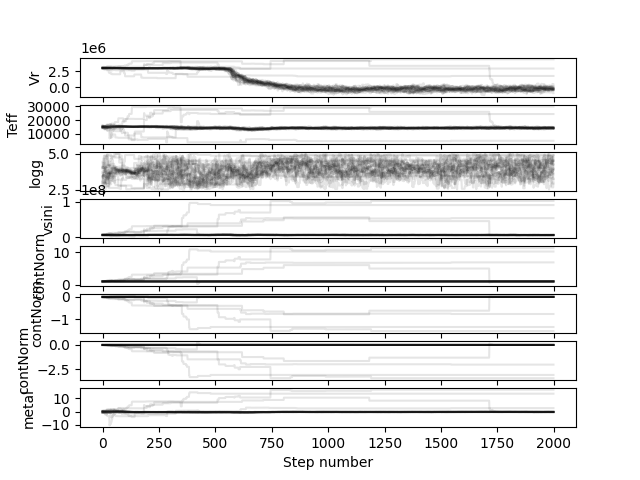 1e6
Vr
2.5
0.0
Teff
30000
20000
10000
logg
5.0
2.5
1e8
vsini
1
0
contNorm
10
0
contNorm
0
−1
contNorm
0.0
−2.5
metal
10
0
−10
0 250 500 750 1000 1250 1500 1750 2000
Step number